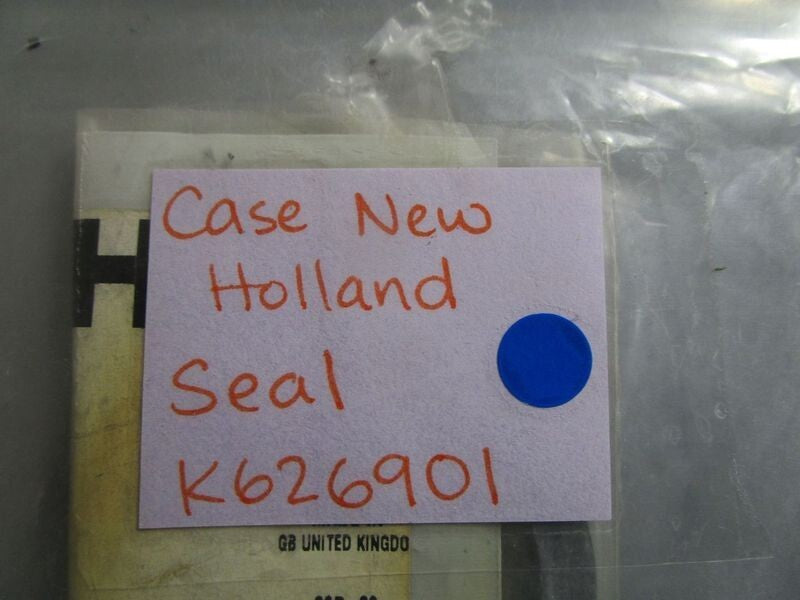 Case New
Holland
Seal
K626901
H
GB UNITED KINGDO